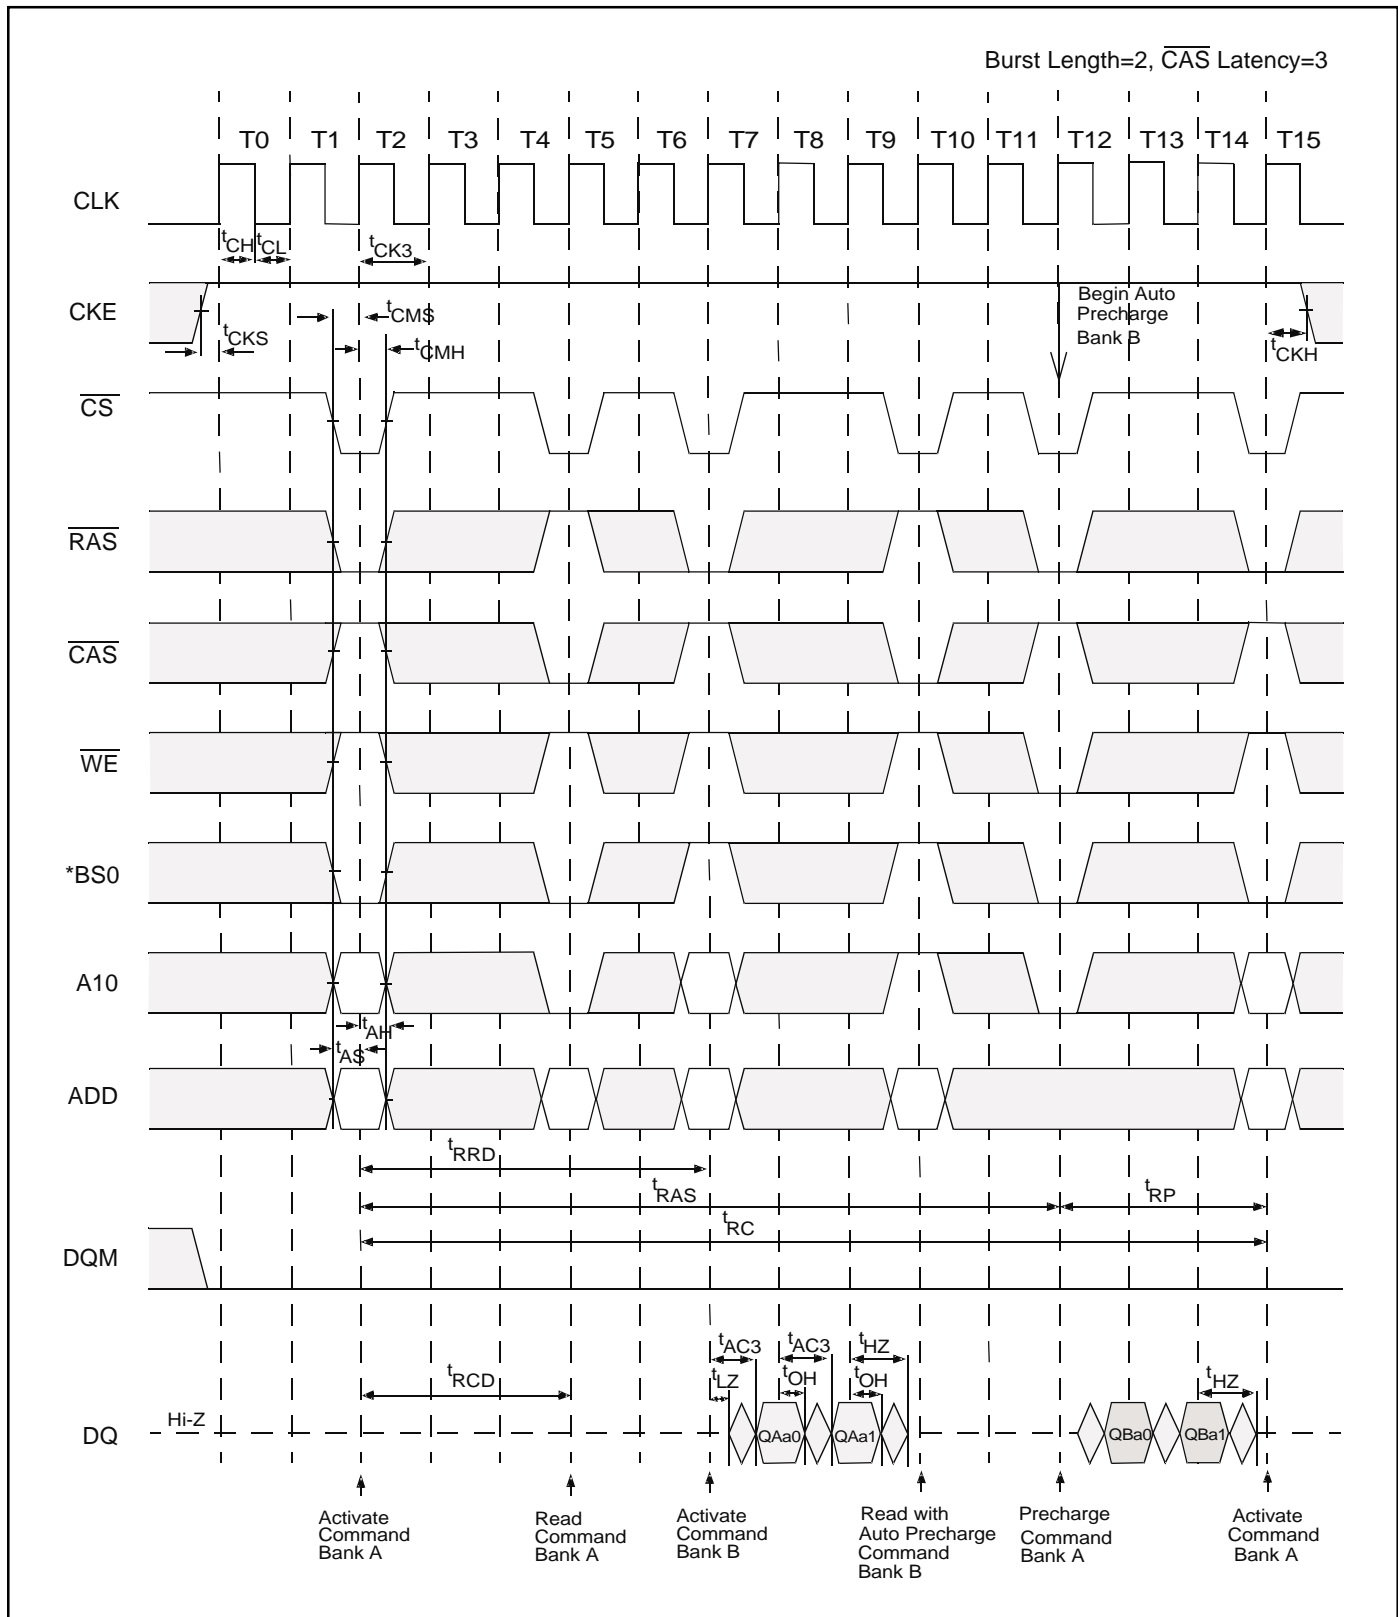 Burst Length=2, CAS Latency=3
T0 T1 T2 T3 T4 T5 T6 T7 T8 T9 T10 T11 T12 T13 T14 T15
CLK
tCH tCL tCK3
CKE
tCKS
tCMS
tCMH
Begin Auto
Precharge
Bank B
tCKH
CS
RAS
CAS
WE
*BS0
A10
tAH
tAS
ADD
tRRD
tRAS
tRP
tRC
DQM
tAC3 tAC3 tHZ
tRCD
tLZ tOH tOH
tHZ
Hi-Z
DQ
QAa0 QAa1 QBa0 QBa1
Activate
Command
Bank A
Read
Command
Bank A
Activate
Command
Bank B
Read with
Auto Precharge
Command
Bank B
Precharge
Command
Bank A
Activate
Command
Bank A